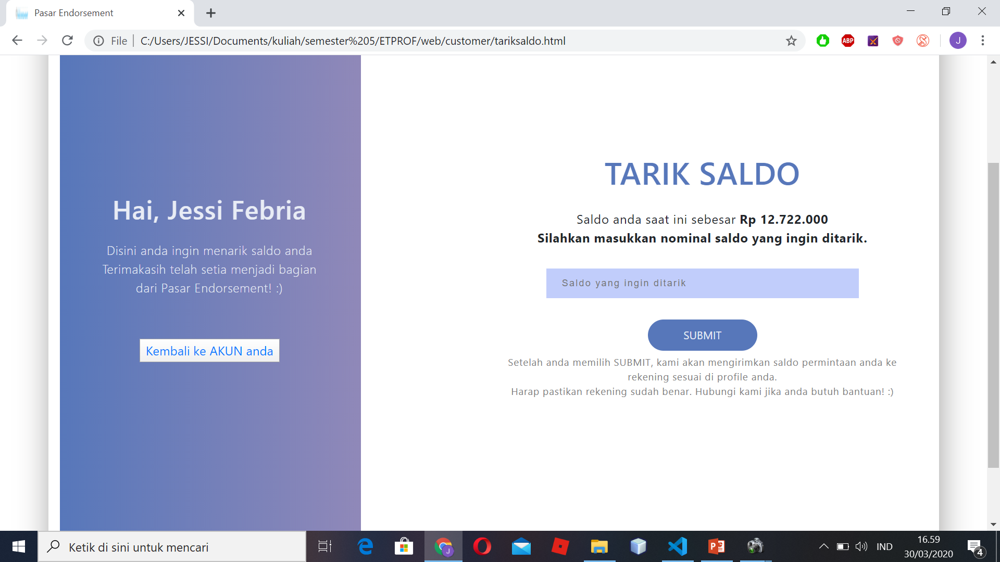 Pasar Endorsement
File
C:/Users/JESSI/Documents/kuliah/semester%205/ETPROF/web/customer/tariksaldo.html
ABP
J
Hai, Jessi Febria
Disini anda ingin menarik saldo anda
Terimakasih telah setia menjadi bagian
dari Pasar Endorsement! :)
Kembali ke AKUN anda
TARIK SALDO
Saldo anda saat ini sebesar Rp 12.722.000
Silahkan masukkan nominal saldo yang ingin ditarik.
Saldo yang ingin ditarik
SUBMIT
Setelah anda memilih SUBMIT, kami akan mengirimkan saldo permintaan anda ke
rekening sesuai di profile anda.
Harap pastikan rekening sudah benar. Hubungi kami jika anda butuh bantuan! :)
Ketik di sini untuk mencari
J
IND
16.59
30/03/2020
4